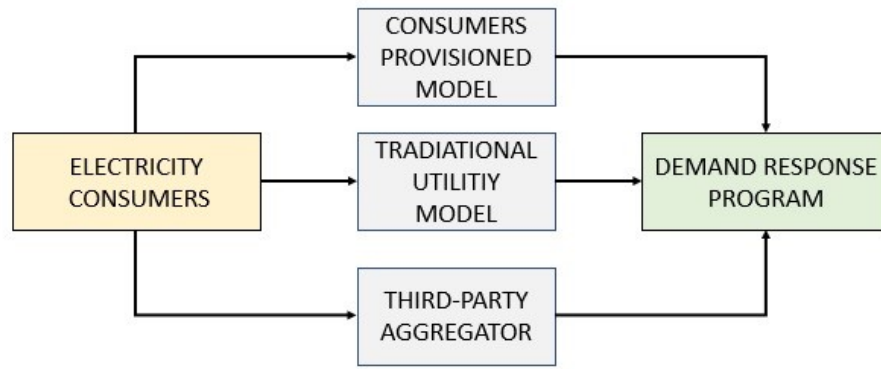 CONSUMERS
PROVISIONED
MODEL
ELECTRICITY
CONSUMERS
TRADIATIONAL
UTILITIY
MODEL
DEMAND RESPONSE
PROGRAM
THIRD-PARTY
AGGREGATOR